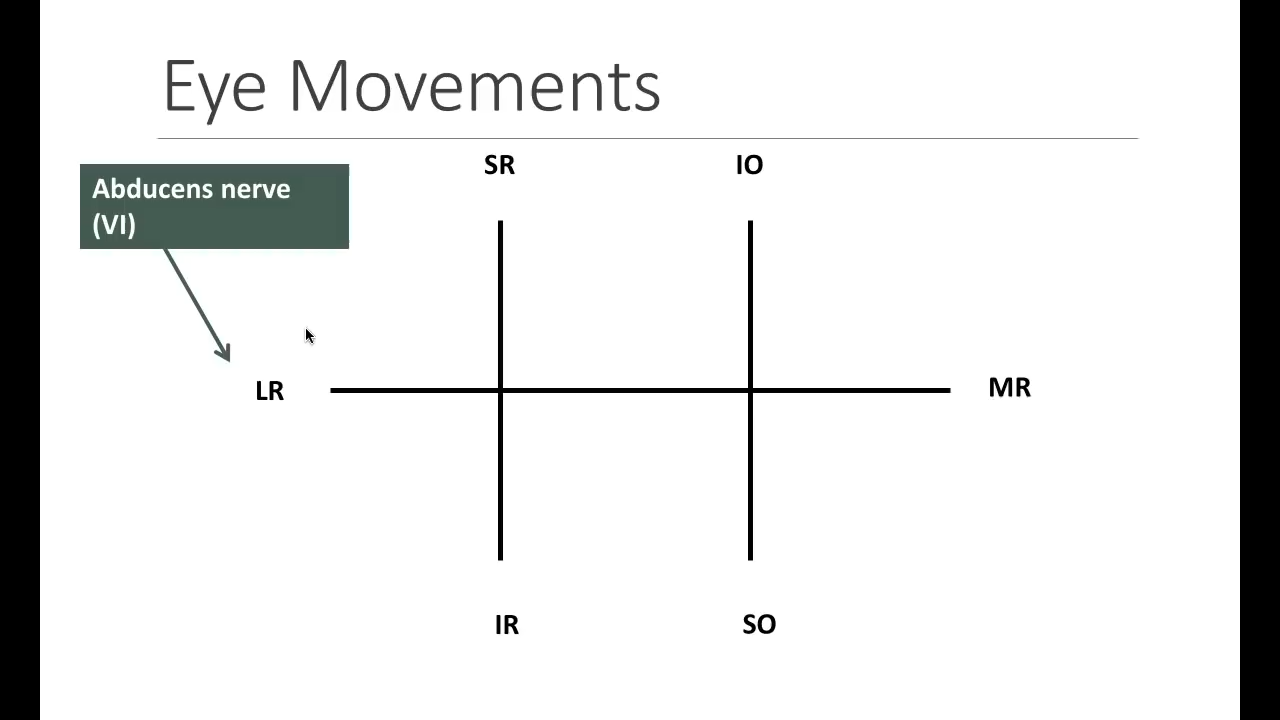 Eye Movements
SR
IO
Abducens nerve
(VI)
LR
MR
IR
SO